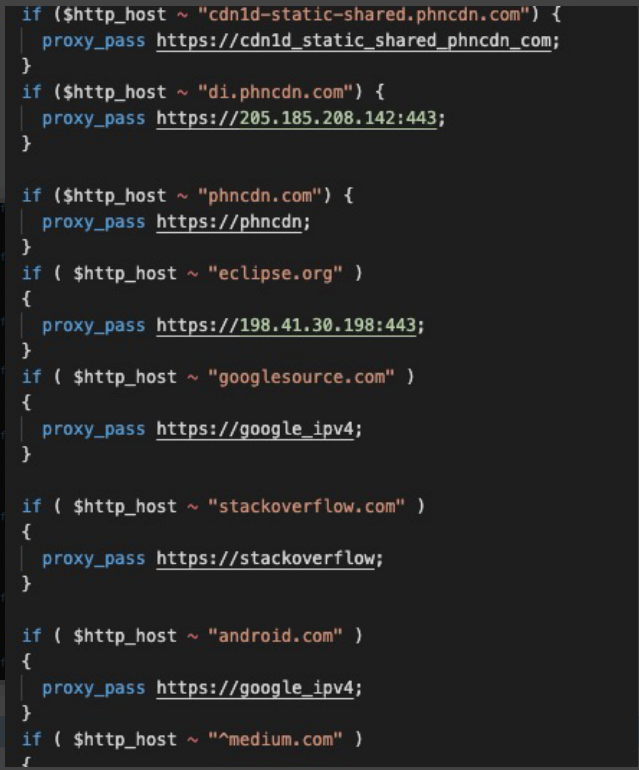 if ($http_host ~ "cdn1d-static-shared.phncdn.com") {
proxy_pass https://cdn1d_static_shared_phncdn_com;
}
if ($http_host ~ "di.phncdn.com") {
proxy_pass https://205.185.208.142:443;
}
if ($http_host ~ "phncdn.com") {
proxy_pass https://phncdn;
}
if ( $http_host ~ "eclipse.org" )
{
proxy_pass https://198.41.30.198:443;
}
if ( $http_host ~ "googlesource.com" )
{
proxy_pass https://google_ipv4;
}
if ( $http_host ~ "stackoverflow.com" )
{
proxy_pass https://stackoverflow;
}
if ( $http_host ~ "android.com" )
{
proxy_pass https://google_ipv4;
}
if ( $http_host ~ "^medium.com" )
{